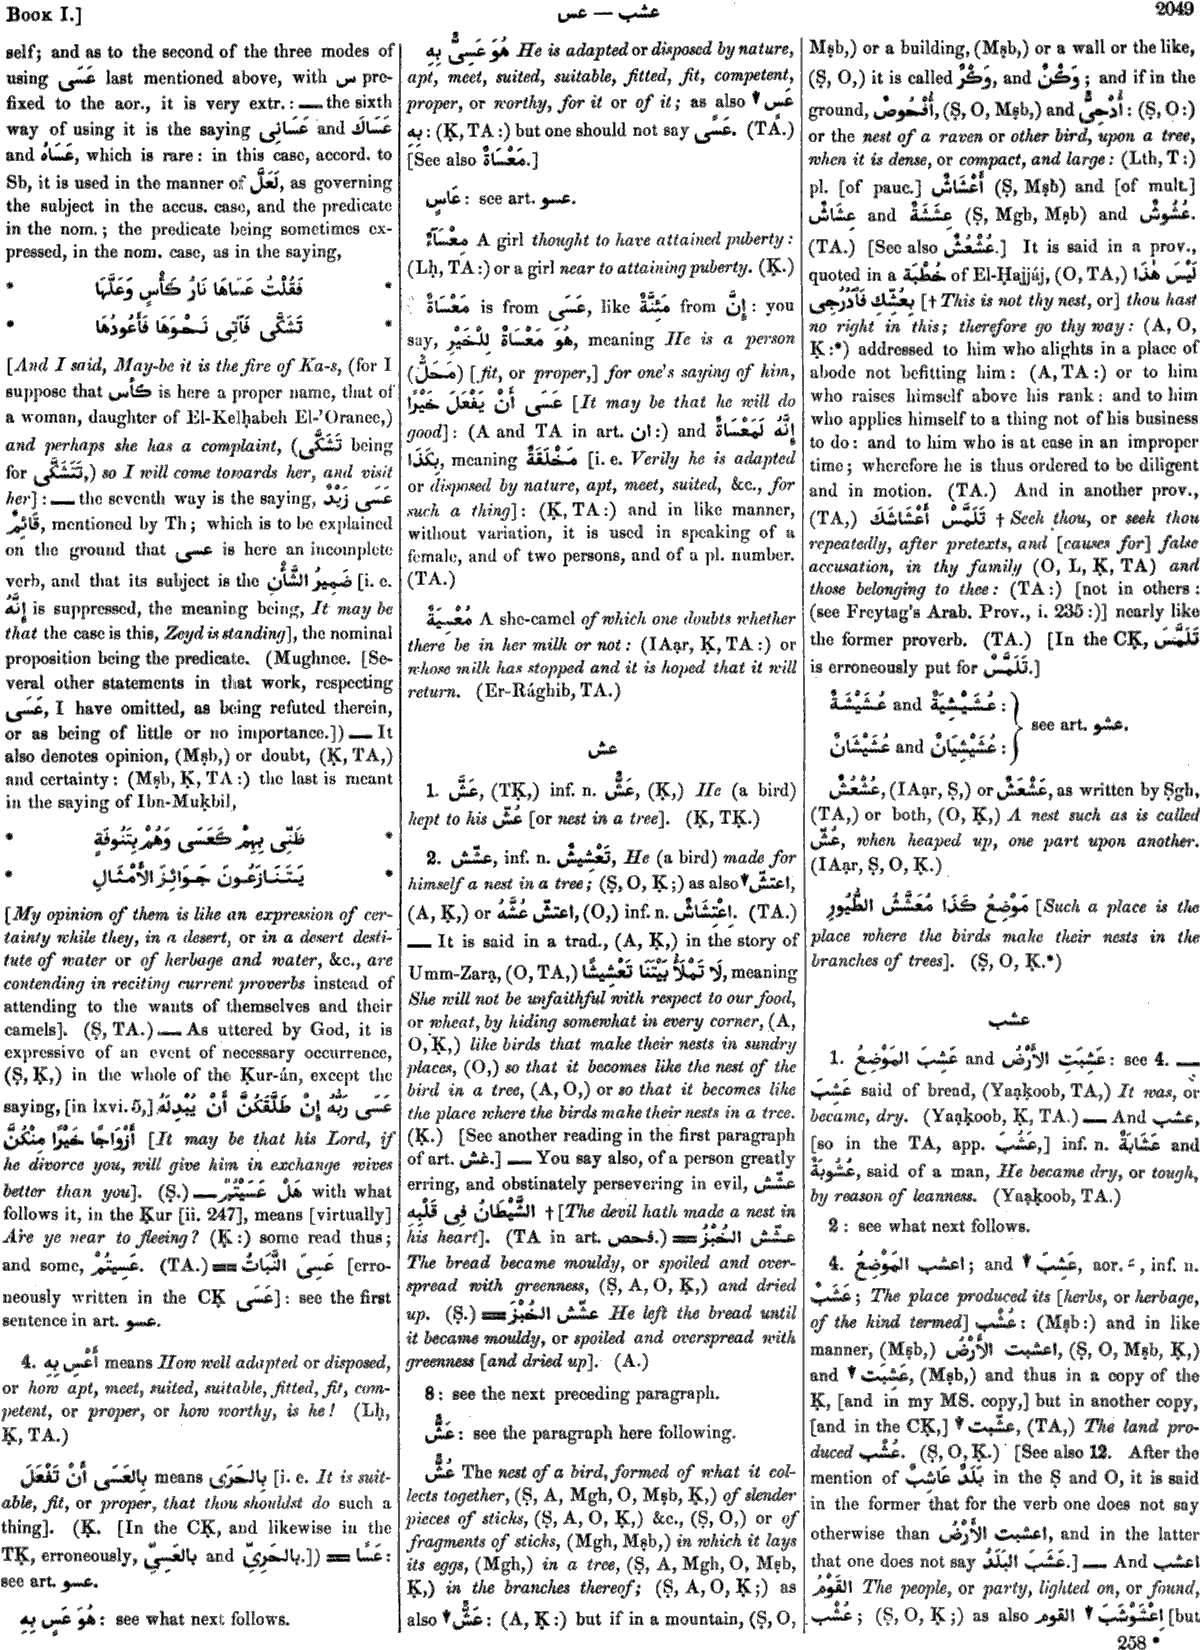 Book I.]
عسى — عشب
2049
self; and as to the second of the three modes of
using عَسَى last mentioned above, with س pre-
fixed to the aor., it is very extr.: — the sixth
way of using it is the saying عَسَانِى and عَسَاكَ
and عَسَاهُ, which is rare: in this case, accord. to
Sb, it is used in the manner of لَعَلَّ, as governing
the subject in the accus. case, and the predicate
in the nom.; the predicate being sometimes ex-
pressed, in the nom. case, as in the saying,
* فَقُلْتُ عَسَاهَا نَارُ كَأْسٍ وَعَلَّهَا *
* تَشَكَّى فَآتِى نَحْوَهَا فَأَعُودُهَا *
[And I said, May-be it is the fire of Ka-s, (for I
suppose that كأس is here a proper name, that of
a woman, daughter of El-Kelḥabeh El-'Oranee,)
and perhaps she has a complaint, (تَشَكَّى being
for تَتَشَكَّى,) so I will come towards her, and visit
her]: — the seventh way is the saying, عَسَى زَيْدٌ
قَائِمٌ, mentioned by Th; which is to be explained
on the ground that عسى is here an incomplete
verb, and that its subject is the ضَمِيرُ الشَّأْنِ [i. e.
إِنَّهُ is suppressed, the meaning being, It may be
that the case is this, Zeyd is standing], the nominal
proposition being the predicate. (Mughnee. [Se-
veral other statements in that work, respecting
عَسَى, I have omitted, as being refuted therein,
or as being of little or no importance.]) — It
also denotes opinion, (Mṣb,) or doubt, (Ḳ, TA,)
and certainty: (Mṣb, Ḳ, TA:) the last is meant
in the saying of Ibn-Muḳbil,
* ظَنِّى بِهِمْ كَعَسَى وَهُمْ بِتَنُوفَةٍ *
* يَتَنَازَعُونَ جَوَائِزَ الأَمْثَالِ *
[My opinion of them is like an expression of cer-
tainty while they, in a desert, or in a desert desti-
tute of water or of herbage and water, &c., are
contending in reciting current proverbs instead of
attending to the wants of themselves and their
camels]. (Ṣ, TA.) — As uttered by God, it is
expressive of an event of necessary occurrence,
(Ṣ, Ḳ,) in the whole of the Ḳur-án, except the
saying, [in lxvi. 5,] عَسَى رَبُّهُ إِنْ طَلَّقَكُنَّ أَنْ يُبْدِلَهُ
أَزْوَاجًا خَيْرًا مِنْكُنَّ [It may be that his Lord, if
he divorce you, will give him in exchange wives
better than you]. (Ṣ.) — هَلْ عَسَيْتُمْ with what
follows it, in the Ḳur [ii. 247], means [virtually]
Are ye near to fleeing? (Ḳ:) some read thus;
and some, عَسِيتُمْ. (TA.) = عَسِىَ النَّبَاتُ [erro-
neously written in the CḲ عَسَى]: see the first
sentence in art. عسو.
4. أَعْسِ بِهِ means How well adapted or disposed,
or how apt, meet, suited, suitable, fitted, fit, com-
petent, or proper, or how worthy, is he! (Lḥ,
Ḳ, TA.)
بِالعَسَى أَنْ تَفْعَلَ means بِالحَرَى [i. e. It is suit-
able, fit, or proper, that thou shouldst do such a
thing]. (Ḳ. [In the CḲ, and likewise in the
TḲ, erroneously, بِالعَسِىِّ and بِالحَرِىِّ.]) = عَسًا:
see art. عسو.
هُوَ عَسٍ بِهِ: see what next follows.
هُوَ عَسِىٌّ بِهِ He is adapted or disposed by nature,
apt, meet, suited, suitable, fitted, fit, competent,
proper, or worthy, for it or of it; as also عَسٍ
بِهِ: (Ḳ, TA:) but one should not say عَسًى. (TA.)
[See also مَعْسَاةٌ.]
عَاسٍ: see art. عسو.
مِعْسَآءٌ A girl thought to have attained puberty:
(Lḥ, TA:) or a girl near to attaining puberty. (Ḳ.)
مَعْسَاةٌ is from عَسَى, like مَئِنَّةٌ from إِنَّ: you
say, هُوَ مَعْسَاةٌ لِلْخَيْرِ, meaning He is a person
(مَحَلٌّ) [fit, or proper,] for one's saying of him,
عَسَى أَنْ يَفْعَلَ خَيْرًا [It may be that he will do
good]: (A and TA in art. ان:) and إِنَّهُ لَمَعْسَاةٌ
بِكَذَا, meaning مَخْلَقَةٌ [i. e. Verily he is adapted
or disposed by nature, apt, meet, suited, &c., for
such a thing]: (Ḳ, TA:) and in like manner,
without variation, it is used in speaking of a
female, and of two persons, and of a pl. number.
(TA.)
مُعْسِيَةٌ A she-camel of which one doubts whether
there be in her milk or not: (IAạr, Ḳ, TA:) or
whose milk has stopped and it is hoped that it will
return. (Er-Rághib, TA.)
عش
1. عَشَّ, (TḲ,) inf. n. عَشٌّ, (Ḳ,) He (a bird)
kept to his عُشّ [or nest in a tree]. (Ḳ, TḲ.)
2. عشّش, inf. n. تَعْشِيشٌ, He (a bird) made for
himself a nest in a tree; (Ṣ, O, Ḳ;) as also اعتشّ,
(A, Ḳ,) or اعتشّ عُشَّهُ, (O,) inf. n. اِعْتِشَاشٌ. (TA.)
— It is said in a trad., (A, Ḳ,) in the story of
Umm-Zarạ, (O, TA,) لَا تَمْلَأُ بَيْتَنَا تَعْشِيشًا, meaning
She will not be unfaithful with respect to our food,
or wheat, by hiding somewhat in every corner, (A,
O, Ḳ,) like birds that make their nests in sundry
places, (O,) so that it becomes like the nest of the
bird in a tree, (A, O,) or so that it becomes like
the place where the birds make their nests in a tree.
(Ḳ.) [See another reading in the first paragraph
of art. غش.] — You say also, of a person greatly
erring, and obstinately persevering in evil, عشّش
الشَّيْطَانُ فِى قَلْبِهِ † [The devil hath made a nest in
his heart]. (TA in art. فحص.) = عشّش الخُبْزُ
The bread became mouldy, or spoiled and over-
spread with greenness, (Ṣ, A, O, Ḳ,) and dried
up. (Ṣ.) = عشّش الخُبْزَ He left the bread until
it became mouldy, or spoiled and overspread with
greenness [and dried up]. (A.)
8: see the next preceding paragraph.
عَشٌّ: see the paragraph here following.
عُشٌّ The nest of a bird, formed of what it col-
lects together, (Ṣ, A, Mgh, O, Mṣb, Ḳ,) of slender
pieces of sticks, (Ṣ, A, O, Ḳ,) &c., (Ṣ, O,) or of
fragments of sticks, (Mgh, Mṣb,) in which it lays
its eggs, (Mgh,) in a tree, (Ṣ, A, Mgh, O, Mṣb,
Ḳ,) in the branches thereof; (Ṣ, A, O, Ḳ;) as
also عَشٌّ: (A, Ḳ:) but if in a mountain, (Ṣ, O,
Mṣb,) or a building, (Mṣb,) or a wall or the like,
(Ṣ, O,) it is called وَكْرٌ, and وَكْنٌ; and if in the
ground, أُفْحُوصٌ, (Ṣ, O, Mṣb,) and أُدْحِىٌّ: (Ṣ, O:)
or the nest of a raven or other bird, upon a tree,
when it is dense, or compact, and large: (Lth, T:)
pl. [of pauc.] أَعْشَاشٌ (Ṣ, Mṣb) and [of mult.]
عِشَاشٌ and عِشَشَةٌ (Ṣ, Mgh, Mṣb) and عُشُوشٌ.
(TA.) [See also عُشْعُشٌ.] It is said in a prov.,
quoted in a خُطْبَة of El-Ḥajjáj, (O, TA,) لَيْسَ هٰذَا
بِعُشِّكِ فَٱدْرُجِى [† This is not thy nest, or] thou hast
no right in this; therefore go thy way: (A, O,
Ḳ:*) addressed to him who alights in a place of
abode not befitting him: (A, TA:) or to him
who raises himself above his rank: and to him
who applies himself to a thing not of his business
to do: and to him who is at ease in an improper
time; wherefore he is thus ordered to be diligent
and in motion. (TA.) And in another prov.,
(TA,) تَلَمَّسْ أَعْشَاشَكَ † Seek thou, or seek thou
repeatedly, after pretexts, and [causes for] false
accusation, in thy family (O, L, Ḳ, TA) and
those belonging to thee: (TA:) [not in others:
(see Freytag's Arab. Prov., i. 235:)] nearly like
the former proverb. (TA.) [In the CḲ, تَلَمَّسَ
is erroneously put for تَلَمَّسْ.]
عُشَيْشِيَةٌ and عُشَيْشَةٌ:
عُشَيْشِيَانٌ and عُشَيْشَانٌ: } see art. عشو.
عُشْعُشٌ, (IAạr, Ṣ,) or عَشْعَشٌ, as written by Ṣgh,
(TA,) or both, (O, Ḳ,) A nest such as is called
عُشّ, when heaped up, one part upon another.
(IAạr, Ṣ, O, Ḳ.)
مَوْضِعُ كَذَا مُعَشَّشُ الطُّيُورِ [Such a place is the
place where the birds make their nests in the
branches of trees]. (Ṣ, O, Ḳ.*)
عشب
1. عَشِبَ المَوْضِعُ and عَشِبَتِ الأَرْضُ: see 4. —
عَشِبَ said of bread, (Yaạḳoob, TA,) It was, or
became, dry. (Yaạḳoob, Ḳ, TA.) — And عشب,
[so in the TA, app. عَشُبَ,] inf. n. عَشَابَةٌ and
عُشُوبَةٌ, said of a man, He became dry, or tough,
by reason of leanness. (Yaạḳoob, TA.)
2: see what next follows.
4. اعشب المَوْضِعُ; and عَشِبَ, aor. ـَ, inf. n.
عَشَبٌ; The place produced its [herbs, or herbage,
of the kind termed] عُشْب: (Mṣb:) and in like
manner, (Mṣb,) اعشبت الأَرْضُ, (Ṣ, O, Mṣb, Ḳ,)
and عَشِبت, (Mṣb,) and thus in a copy of the
Ḳ, [and in my MS. copy,] but in another copy,
[and in the CḲ,] عشّبت, (TA,) The land pro-
duced عُشْب. (Ṣ, O, Ḳ.) [See also 12. After the
mention of بَلَدٌ عَاشِبٌ in the Ṣ and O, it is said
in the former that for the verb one does not say
otherwise than اعشبت الأَرْضُ, and in the latter
that one does not say عَشَبَ البَلَدُ.] — And اعشب
القَوْمُ The people, or party, lighted on, or found,
عُشْب; (Ṣ, O, Ḳ;) as also اِعْشَوْشَبَ القوم [but
258 *